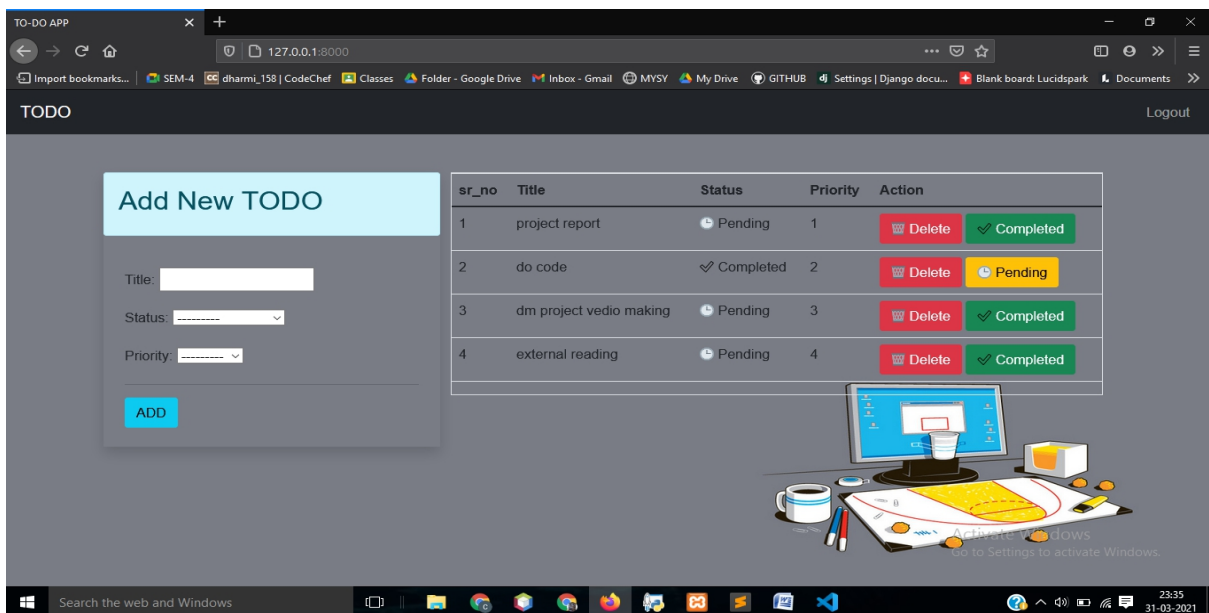 TO-DO APP
127.0.0.1:8000
Import bookmarks... SEM-4 CC dharmi_158 | CodeChef Classes Folder - Google Drive Inbox - Gmail MYSY My Drive GITHUB dj Settings | Django docu... Blank board: Lucidspark Documents
TODO Logout
Add New TODO
Title:
Status: ---------
Priority: ---------
ADD
sr_no Title Status Priority Action
1 project report Pending 1 Delete Completed
2 do code Completed 2 Delete Pending
3 dm project vedio making Pending 3 Delete Completed
4 external reading Pending 4 Delete Completed
Activate Windows
Go to Settings to activate Windows.
Search the web and Windows
23:35
31-03-2021